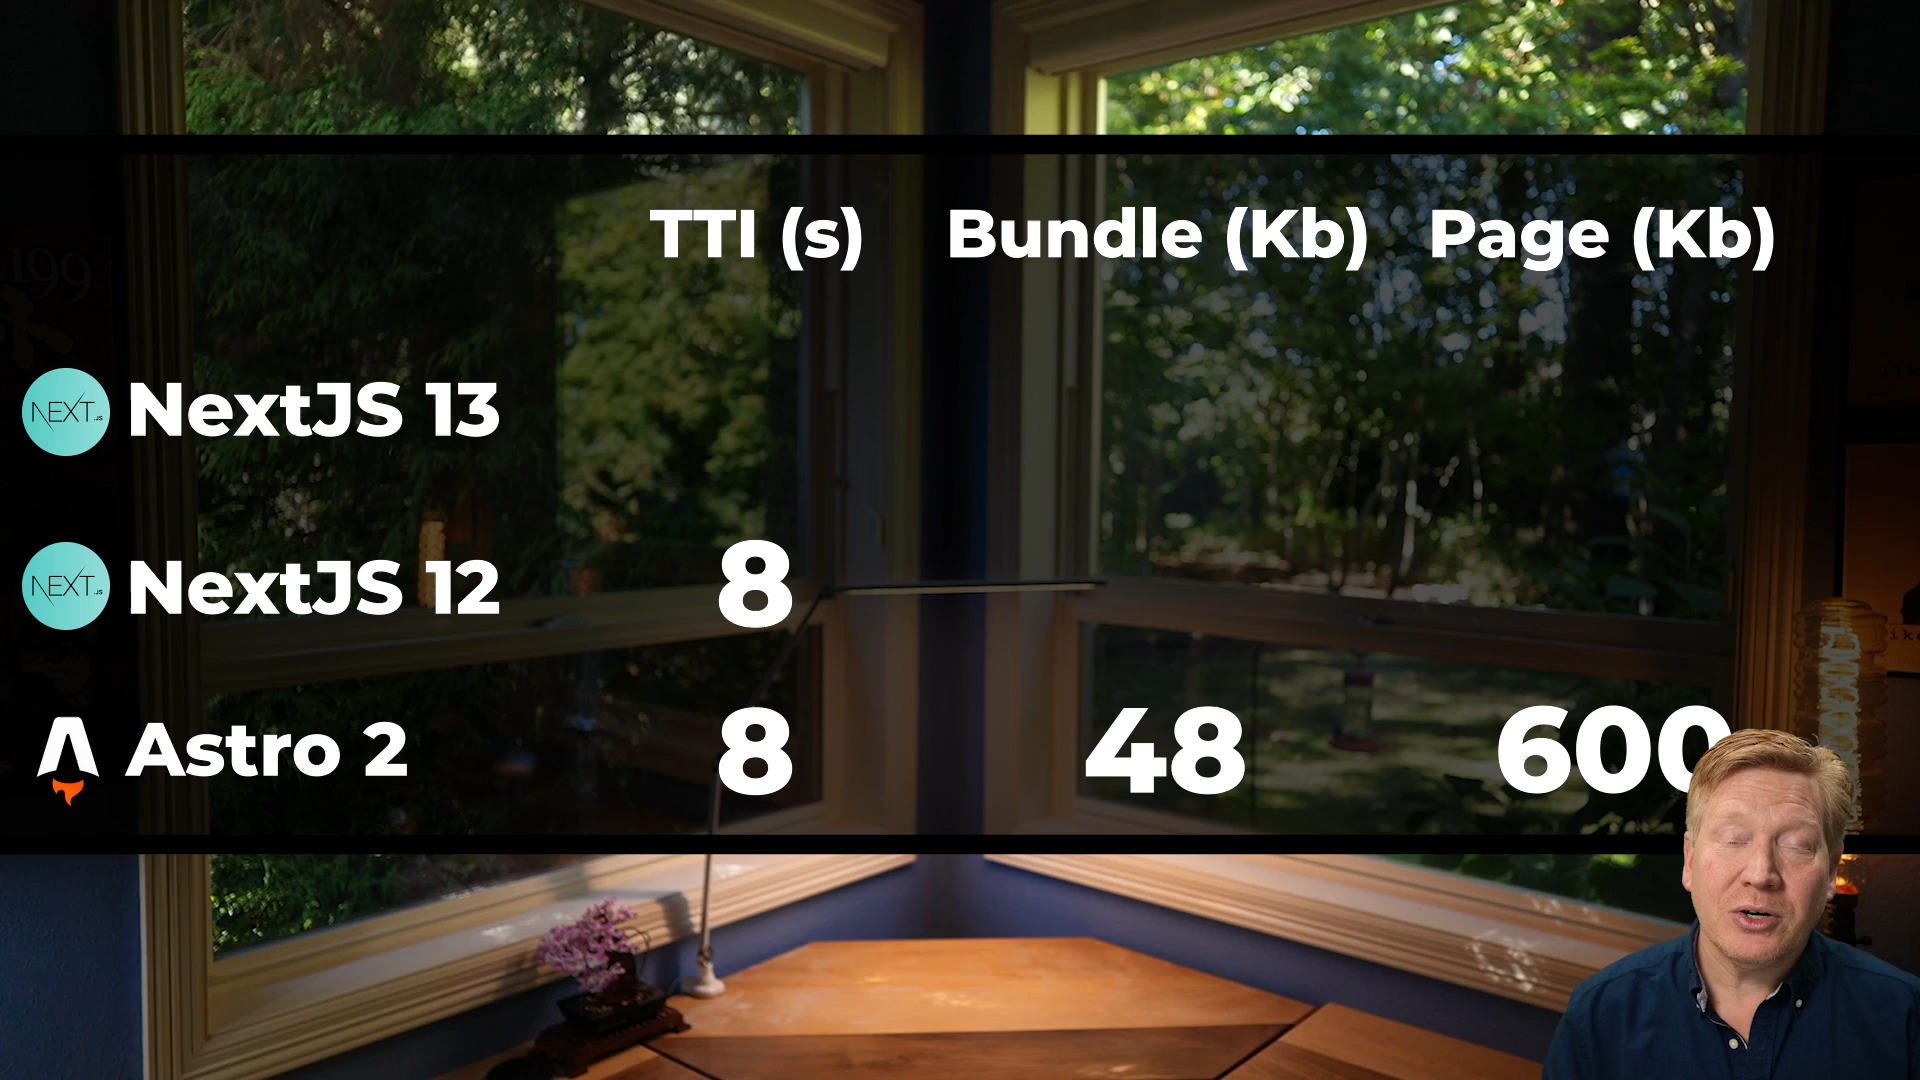 TTI (s) Bundle (Kb) Page (Kb)
199
NEXT.JS NextJS 13
NEXT.JS NextJS 12 8
Astro 2 8 48 600